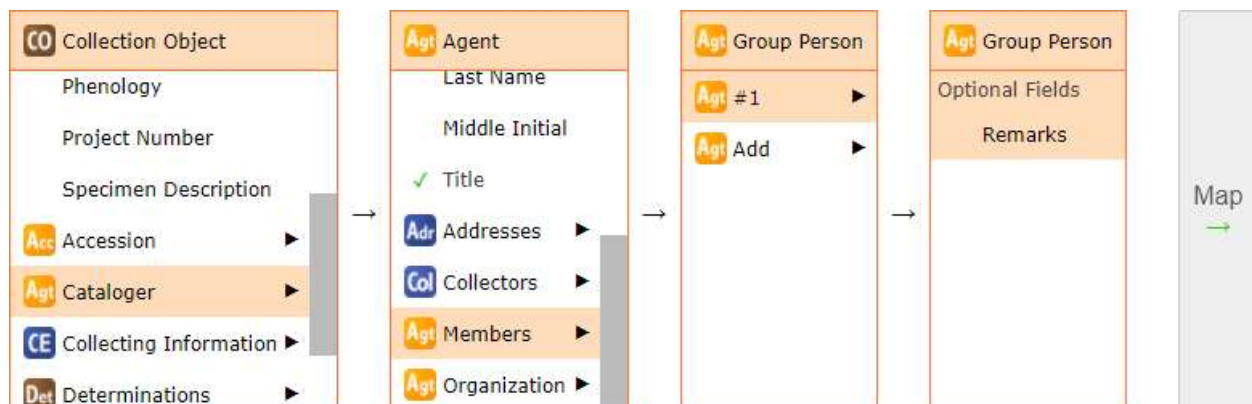 CO Collection Object
Phenology
Project Number
Specimen Description
Acc Accession
Agt Cataloger
CE Collecting Information
Det Determinations
→
Agt Agent
Last Name
Middle Initial
✓ Title
Adr Addresses
Col Collectors
Agt Members
Agt Organization
→
Agt Group Person
Agt #1
Agt Add
→
Agt Group Person
Optional Fields
Remarks
Map
→